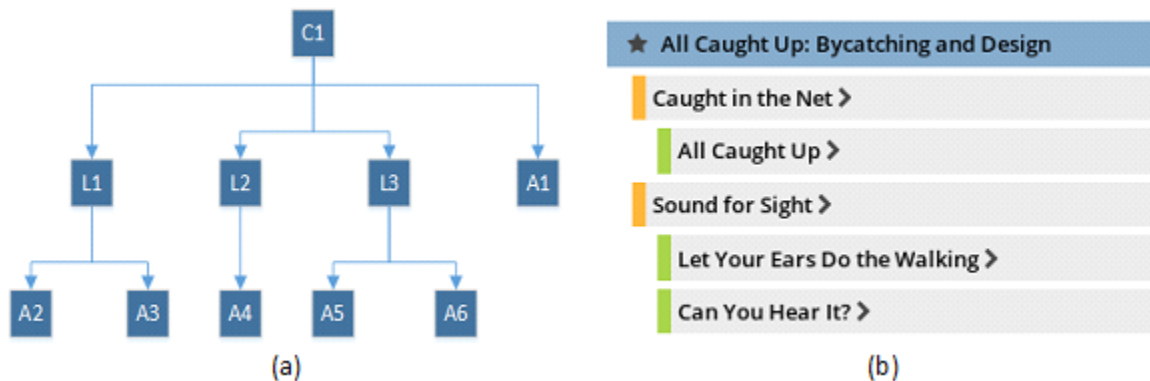 C1
L1
L2
L3
A1
A2
A3
A4
A5
A6
(a)
All Caught Up: Bycatching and Design
Caught in the Net
All Caught Up
Sound for Sight
Let Your Ears Do the Walking
Can You Hear It?
(b)